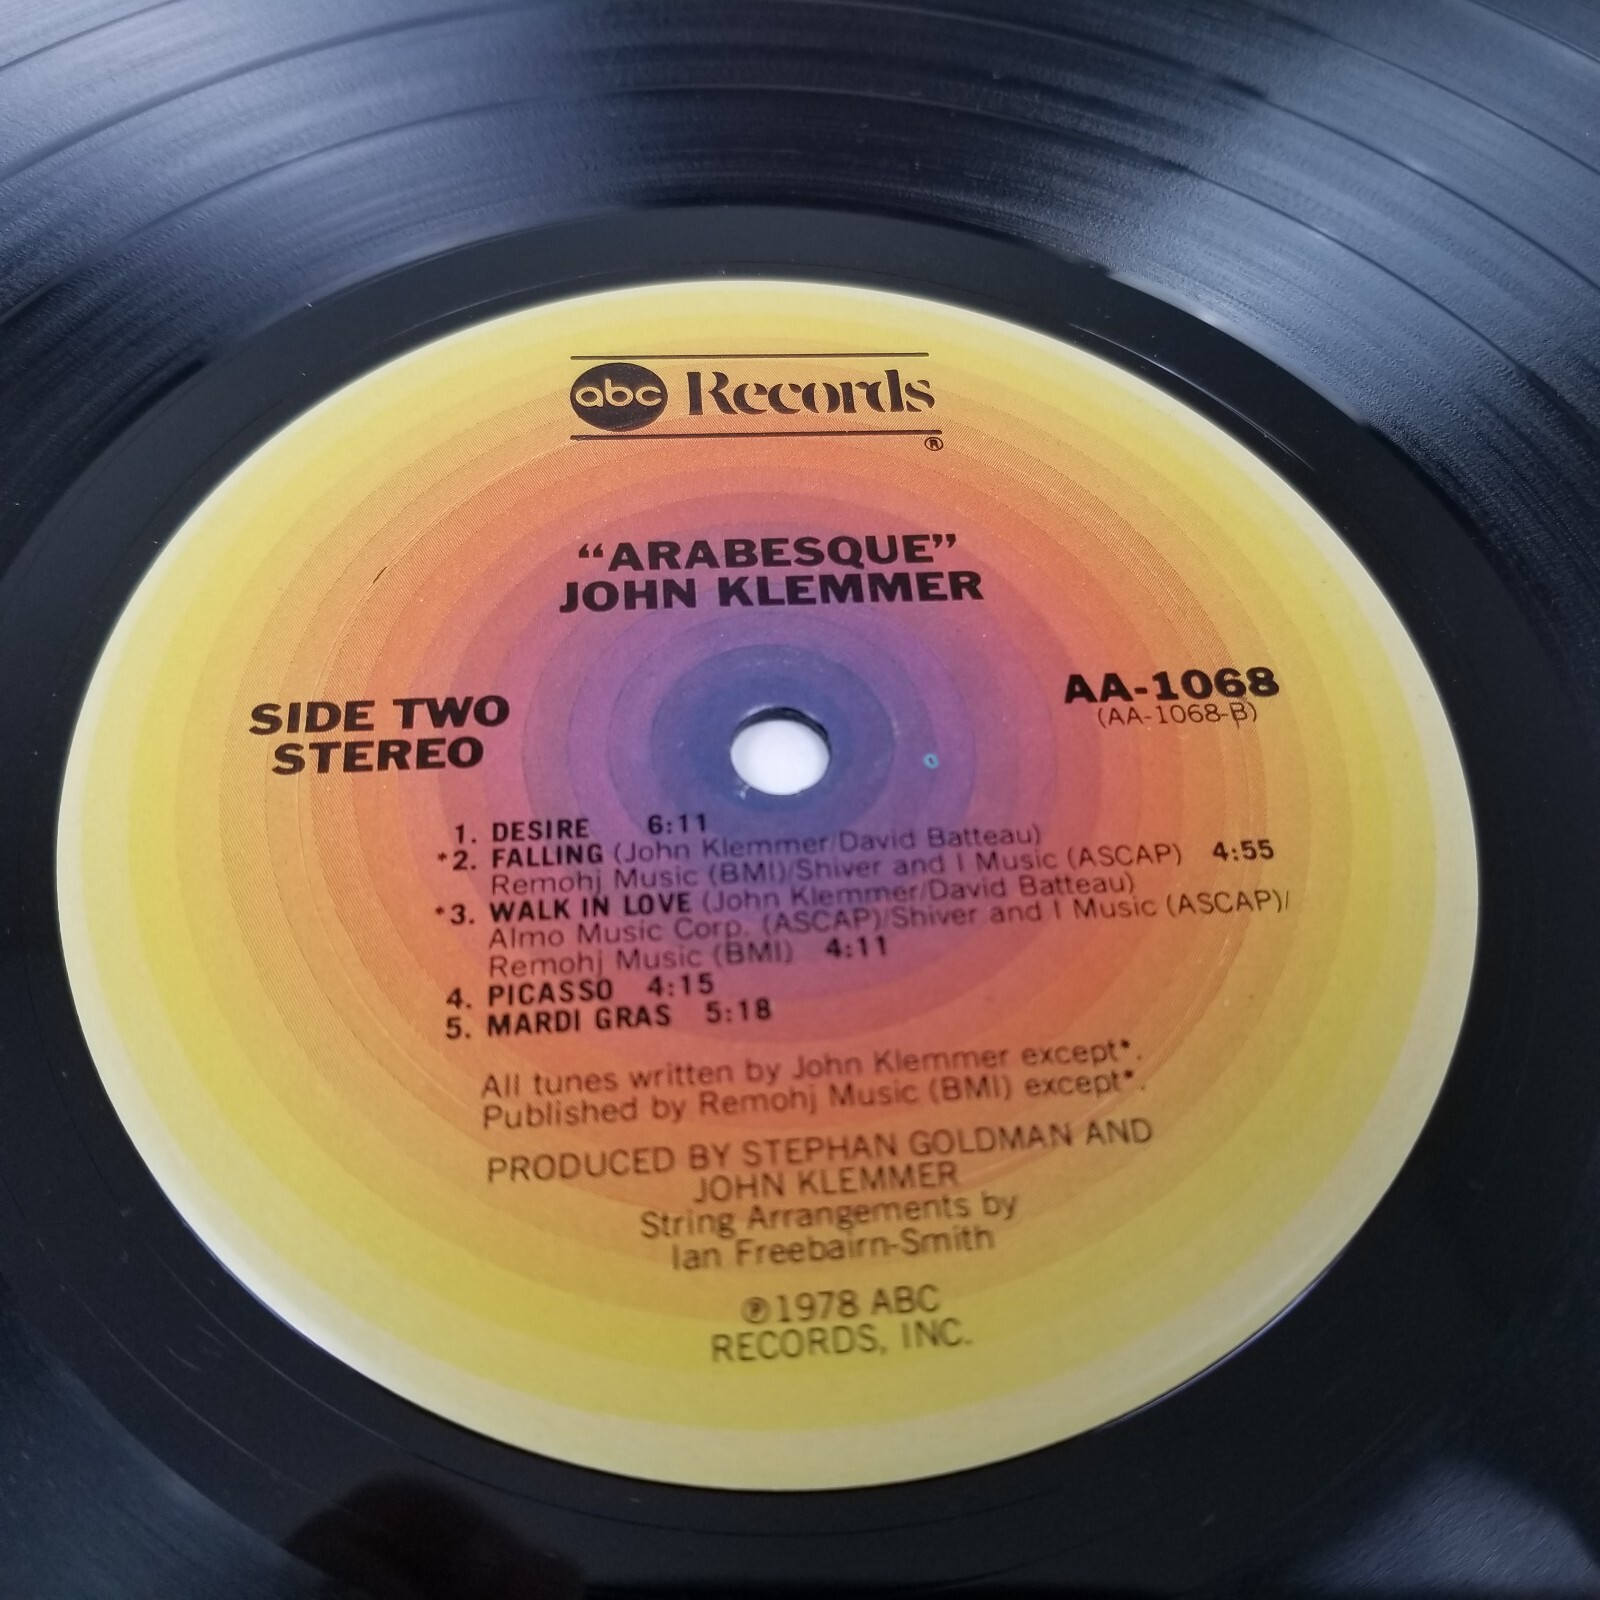 abc Records
®
“ARABESQUE”
JOHN KLEMMER
SIDE TWO
STEREO
AA-1068
(AA-1068-B)
1. DESIRE 6:11
*2. FALLING (John Klemmer/David Batteau)
Remohj Music (BMI)/Shiver and I Music (ASCAP) 4:55
*3. WALK IN LOVE (John Klemmer/David Batteau)
Almo Music Corp. (ASCAP)/Shiver and I Music (ASCAP)/
Remohj Music (BMI) 4:11
4. PICASSO 4:15
5. MARDI GRAS 5:18
All tunes written by John Klemmer except*.
Published by Remohj Music (BMI) except*.
PRODUCED BY STEPHAN GOLDMAN AND
JOHN KLEMMER
String Arrangements by
Ian Freebairn-Smith
℗ 1978 ABC
RECORDS, INC.